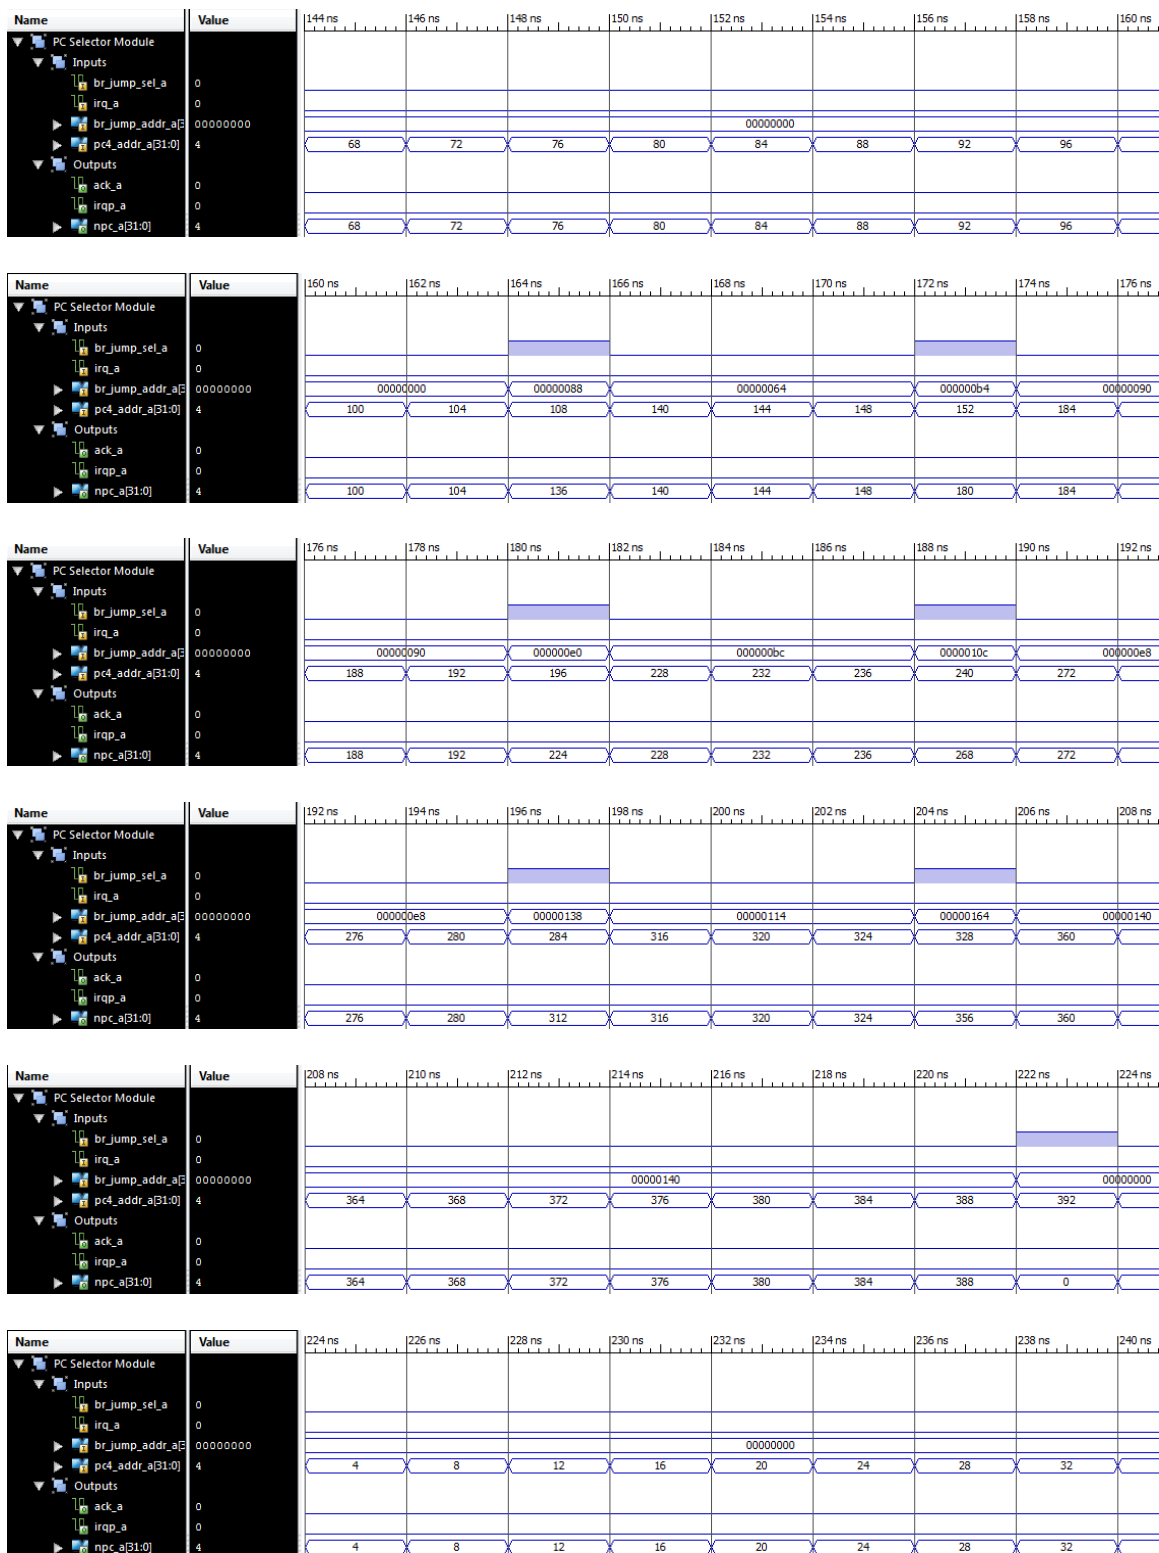 Name Value 144 ns 146 ns 148 ns 150 ns 152 ns 154 ns 156 ns 158 ns 160 ns
PC Selector Module
Inputs
br_jump_sel_a 0
irq_a 0
br_jump_addr_a[3 00000000 00000000
pc4_addr_a[31:0] 4 68 72 76 80 84 88 92 96
Outputs
ack_a 0
irqp_a 0
npc_a[31:0] 4 68 72 76 80 84 88 92 96
Name Value 160 ns 162 ns 164 ns 166 ns 168 ns 170 ns 172 ns 174 ns 176 ns
PC Selector Module
Inputs
br_jump_sel_a 0
irq_a 0
br_jump_addr_a[3 00000000 00000000 00000088 00000064 000000b4 00000090
pc4_addr_a[31:0] 4 100 104 108 140 144 148 152 184
Outputs
ack_a 0
irqp_a 0
npc_a[31:0] 4 100 104 136 140 144 148 180 184
Name Value 176 ns 178 ns 180 ns 182 ns 184 ns 186 ns 188 ns 190 ns 192 ns
PC Selector Module
Inputs
br_jump_sel_a 0
irq_a 0
br_jump_addr_a[3 00000000 00000090 000000e0 000000bc 0000010c 000000e8
pc4_addr_a[31:0] 4 188 192 196 228 232 236 240 272
Outputs
ack_a 0
irqp_a 0
npc_a[31:0] 4 188 192 224 228 232 236 268 272
Name Value 192 ns 194 ns 196 ns 198 ns 200 ns 202 ns 204 ns 206 ns 208 ns
PC Selector Module
Inputs
br_jump_sel_a 0
irq_a 0
br_jump_addr_a[3 00000000 000000e8 00000138 00000114 00000164 00000140
pc4_addr_a[31:0] 4 276 280 284 316 320 324 328 360
Outputs
ack_a 0
irqp_a 0
npc_a[31:0] 4 276 280 312 316 320 324 356 360
Name Value 208 ns 210 ns 212 ns 214 ns 216 ns 218 ns 220 ns 222 ns 224 ns
PC Selector Module
Inputs
br_jump_sel_a 0
irq_a 0
br_jump_addr_a[3 00000000 00000140 00000000
pc4_addr_a[31:0] 4 364 368 372 376 380 384 388 392
Outputs
ack_a 0
irqp_a 0
npc_a[31:0] 4 364 368 372 376 380 384 388 0
Name Value 224 ns 226 ns 228 ns 230 ns 232 ns 234 ns 236 ns 238 ns 240 ns
PC Selector Module
Inputs
br_jump_sel_a 0
irq_a 0
br_jump_addr_a[3 00000000 00000000
pc4_addr_a[31:0] 4 4 8 12 16 20 24 28 32
Outputs
ack_a 0
irqp_a 0
npc_a[31:0] 4 4 8 12 16 20 24 28 32